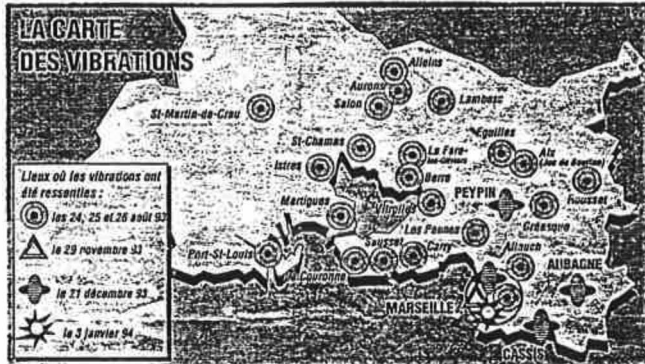 LA CARTE
DES VIBRATIONS
Alleins
Aurons
Salon
Lambesc
St-Martin-de-Crau
St-Chamas
Istres
La Fare-
les-Oliviers
Eguilles
Aix
Berre
PEYPIN
Rousset
Martigues
Vitrolles
Gréasque
Les Pennes
Port-St-Louis
Couronne
Sausset
Carry
Allauch
AUBAGNE
MARSEILLE
CASSIS
Lieux où les vibrations ont
été ressenties :
les 24, 25 et 26 août 93
le 29 novembre 93
le 21 décembre 93
le 3 janvier 94